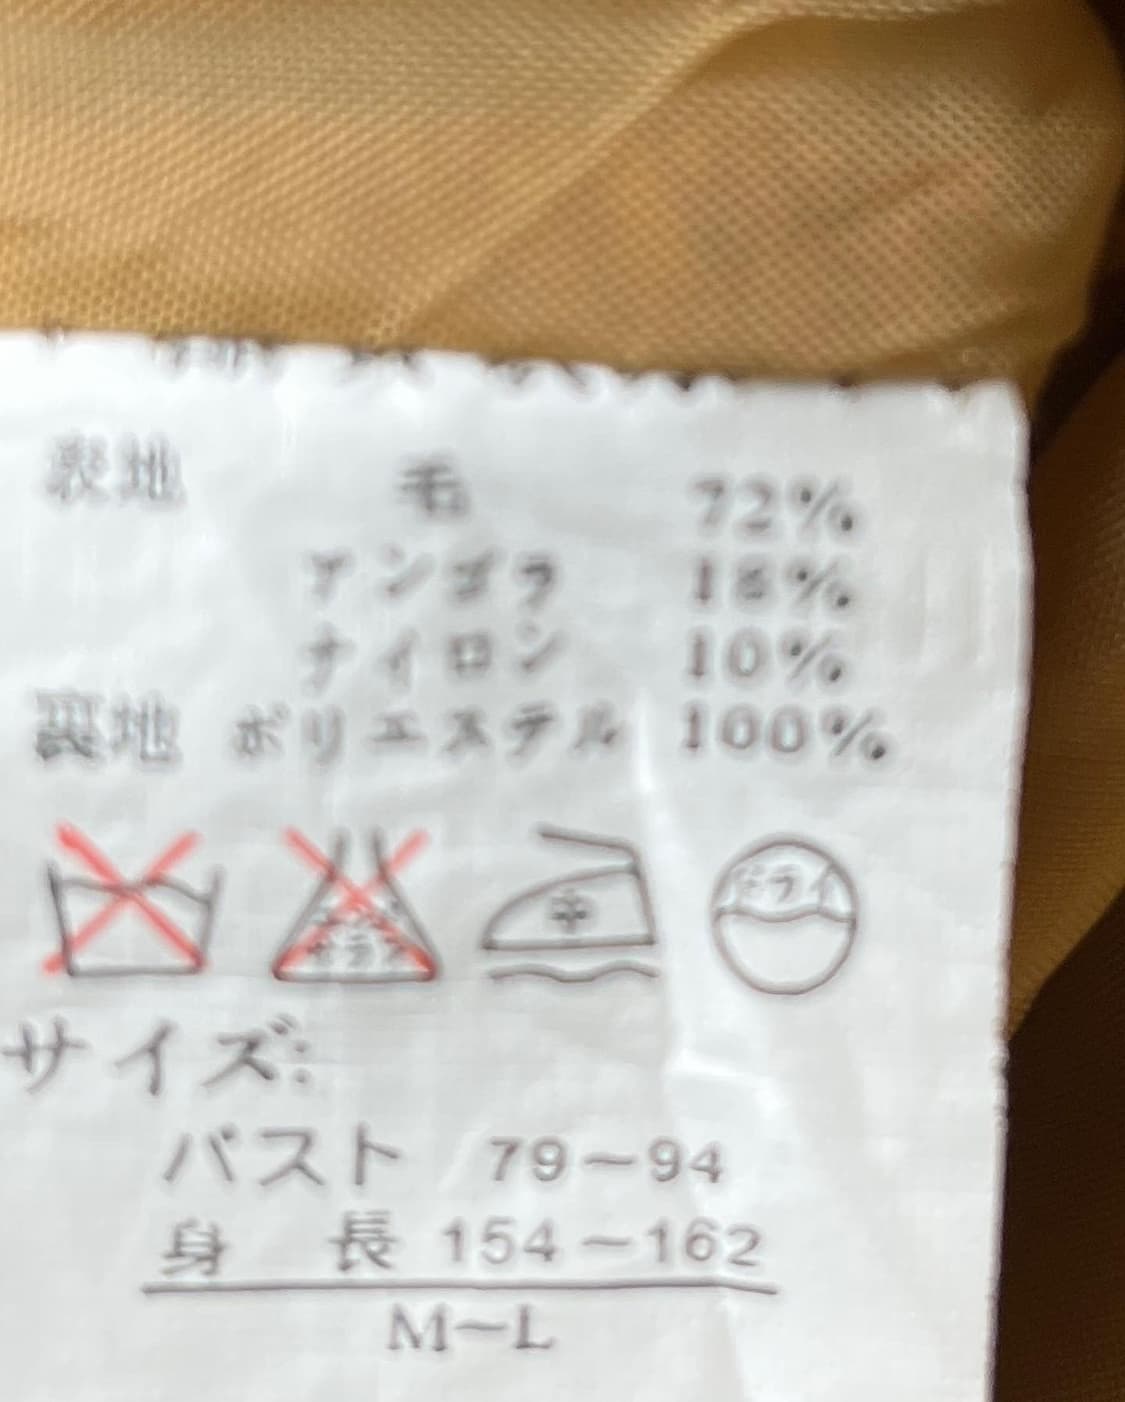 表地 毛 72%
アンゴラ 18%
ナイロン 10%
裏地 ポリエステル 100%
中 ドライ
サイズ:
バスト 79~94
身 長 154~162
M~L